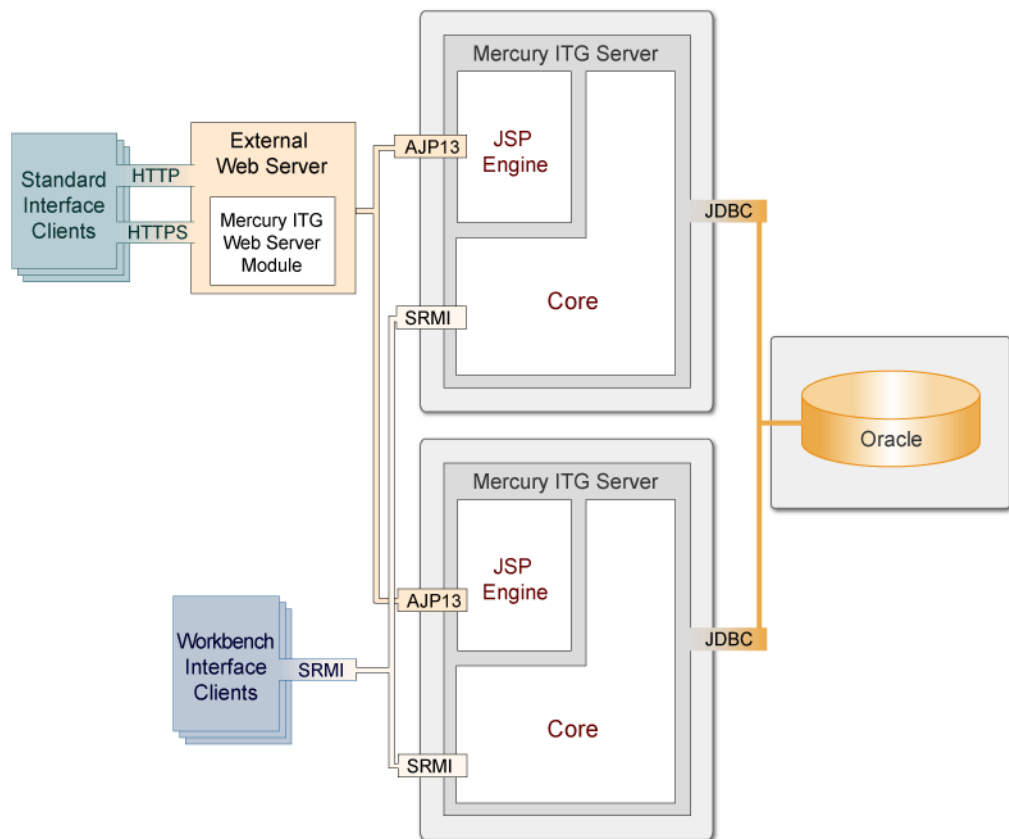 Standard
Interface
Clients
HTTP
HTTPS
External
Web Server
Mercury ITG
Web Server
Module
Mercury ITG Server
AJP13
JSP
Engine
SRMI
Core
JDBC
Oracle
Mercury ITG Server
JSP
Engine
AJP13
JDBC
Workbench
Interface
Clients
SRMI
Core
SRMI